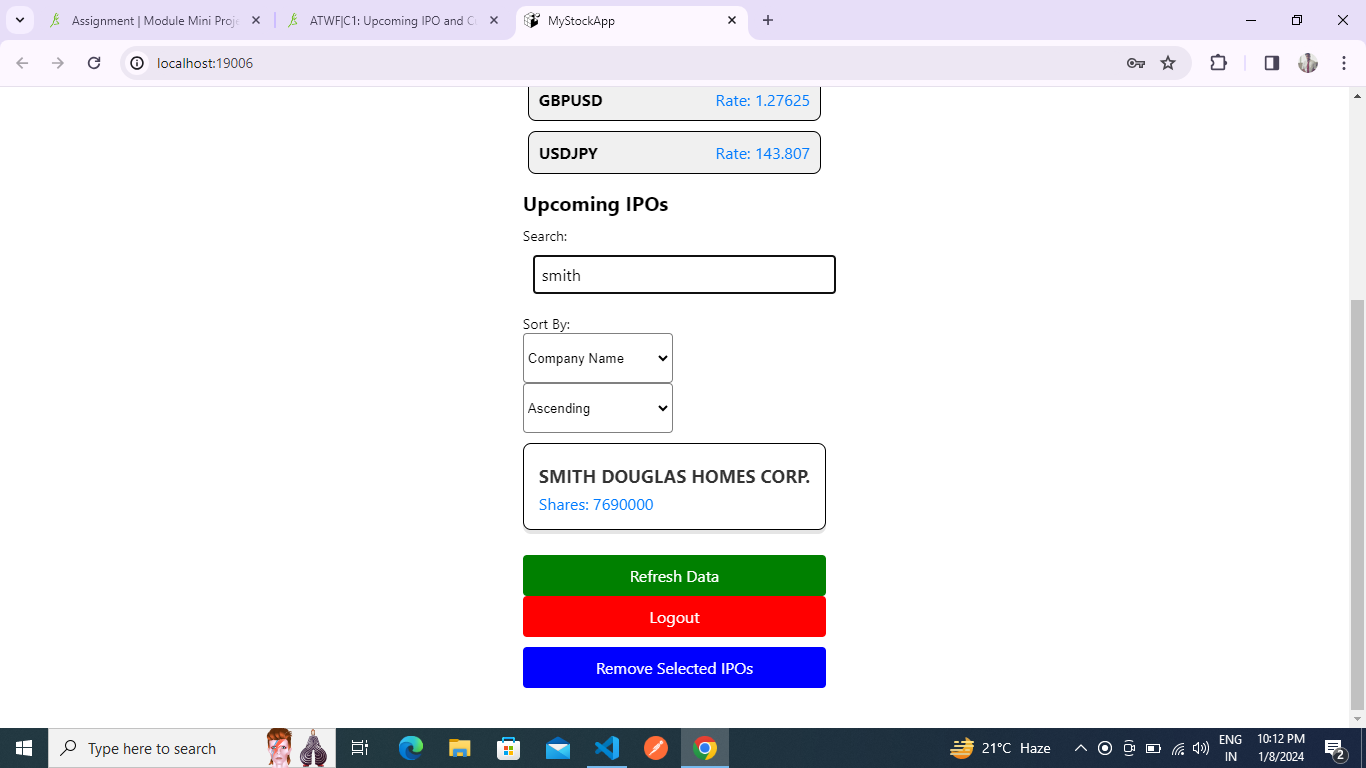 Assignment | Module Mini Proje
ATWF|C1: Upcoming IPO and Cu
MyStockApp
localhost:19006
GBPUSD Rate: 1.27625
USDJPY Rate: 143.807
Upcoming IPOs
Search:
smith
Sort By:
Company Name
Ascending
SMITH DOUGLAS HOMES CORP.
Shares: 7690000
Refresh Data
Logout
Remove Selected IPOs
Type here to search
21°C Haze
ENG
IN
10:12 PM
1/8/2024
2